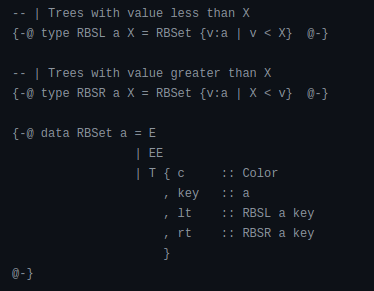 -- | Trees with value less than X
{-@ type RBSL a X = RBSet {v:a | v < X}  @-}
-- | Trees with value greater than X
{-@ type RBSR a X = RBSet {v:a | X < v}  @-}
{-@ data RBSet a = E
                 | EE
                 | T { c     :: Color
                     , key   :: a
                     , lt    :: RBSL a key
                     , rt    :: RBSR a key
                     }
@-}